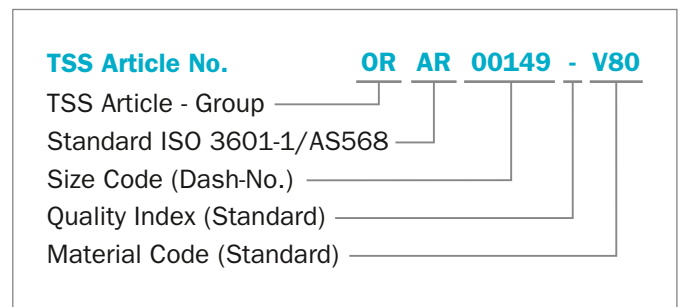 TSS Article No. OR AR 00149 - V80
TSS Article - Group
Standard ISO 3601-1/AS568
Size Code (Dash-No.)
Quality Index (Standard)
Material Code (Standard)